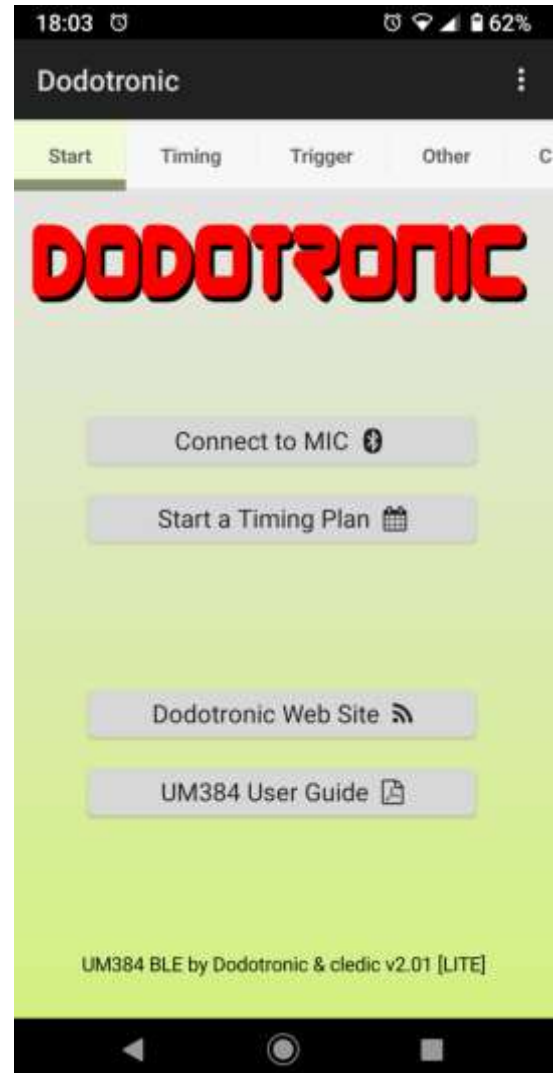 18:03 62%
Dodotronic
Start Timing Trigger Other C
DODOTRONIC
Connect to MIC
Start a Timing Plan
Dodotronic Web Site
UM384 User Guide
UM384 BLE by Dodotronic & cledic v2.01 [LITE]